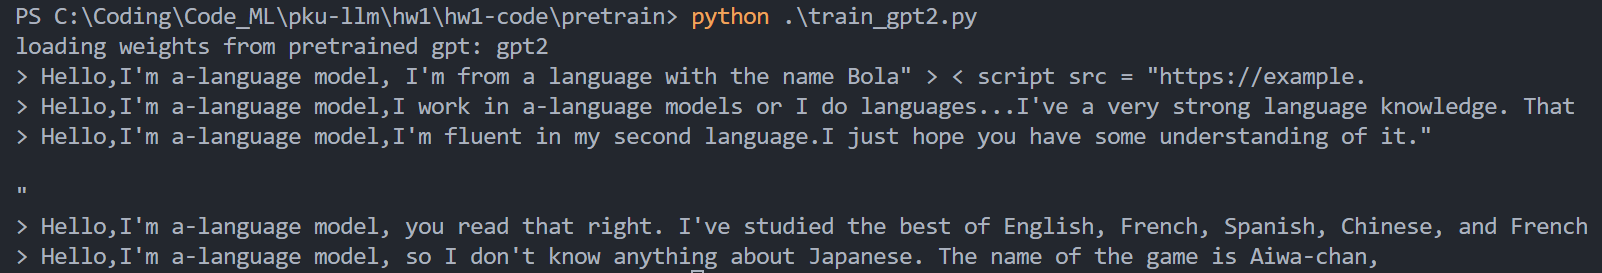 PS C:\Coding\Code_ML\pku-llm\hw1\hw1-code\pretrain> python .\train_gpt2.py
loading weights from pretrained gpt: gpt2
> Hello,I'm a-language model, I'm from a language with the name Bola" > < script src = "https://example.
> Hello,I'm a-language model,I work in a-language models or I do languages...I've a very strong language knowledge. That
> Hello,I'm a-language model,I'm fluent in my second language.I just hope you have some understanding of it."
"
> Hello,I'm a-language model, you read that right. I've studied the best of English, French, Spanish, Chinese, and French
> Hello,I'm a-language model, so I don't know anything about Japanese. The name of the game is Aiwa-chan,